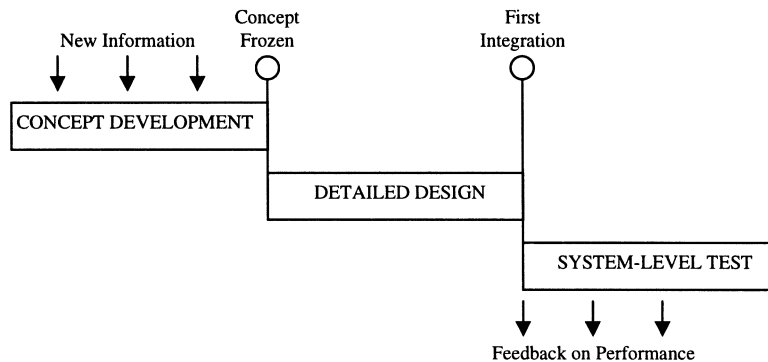 Concept
Frozen
First
Integration
New Information
CONCEPT DEVELOPMENT
DETAILED DESIGN
SYSTEM-LEVEL TEST
Feedback on Performance